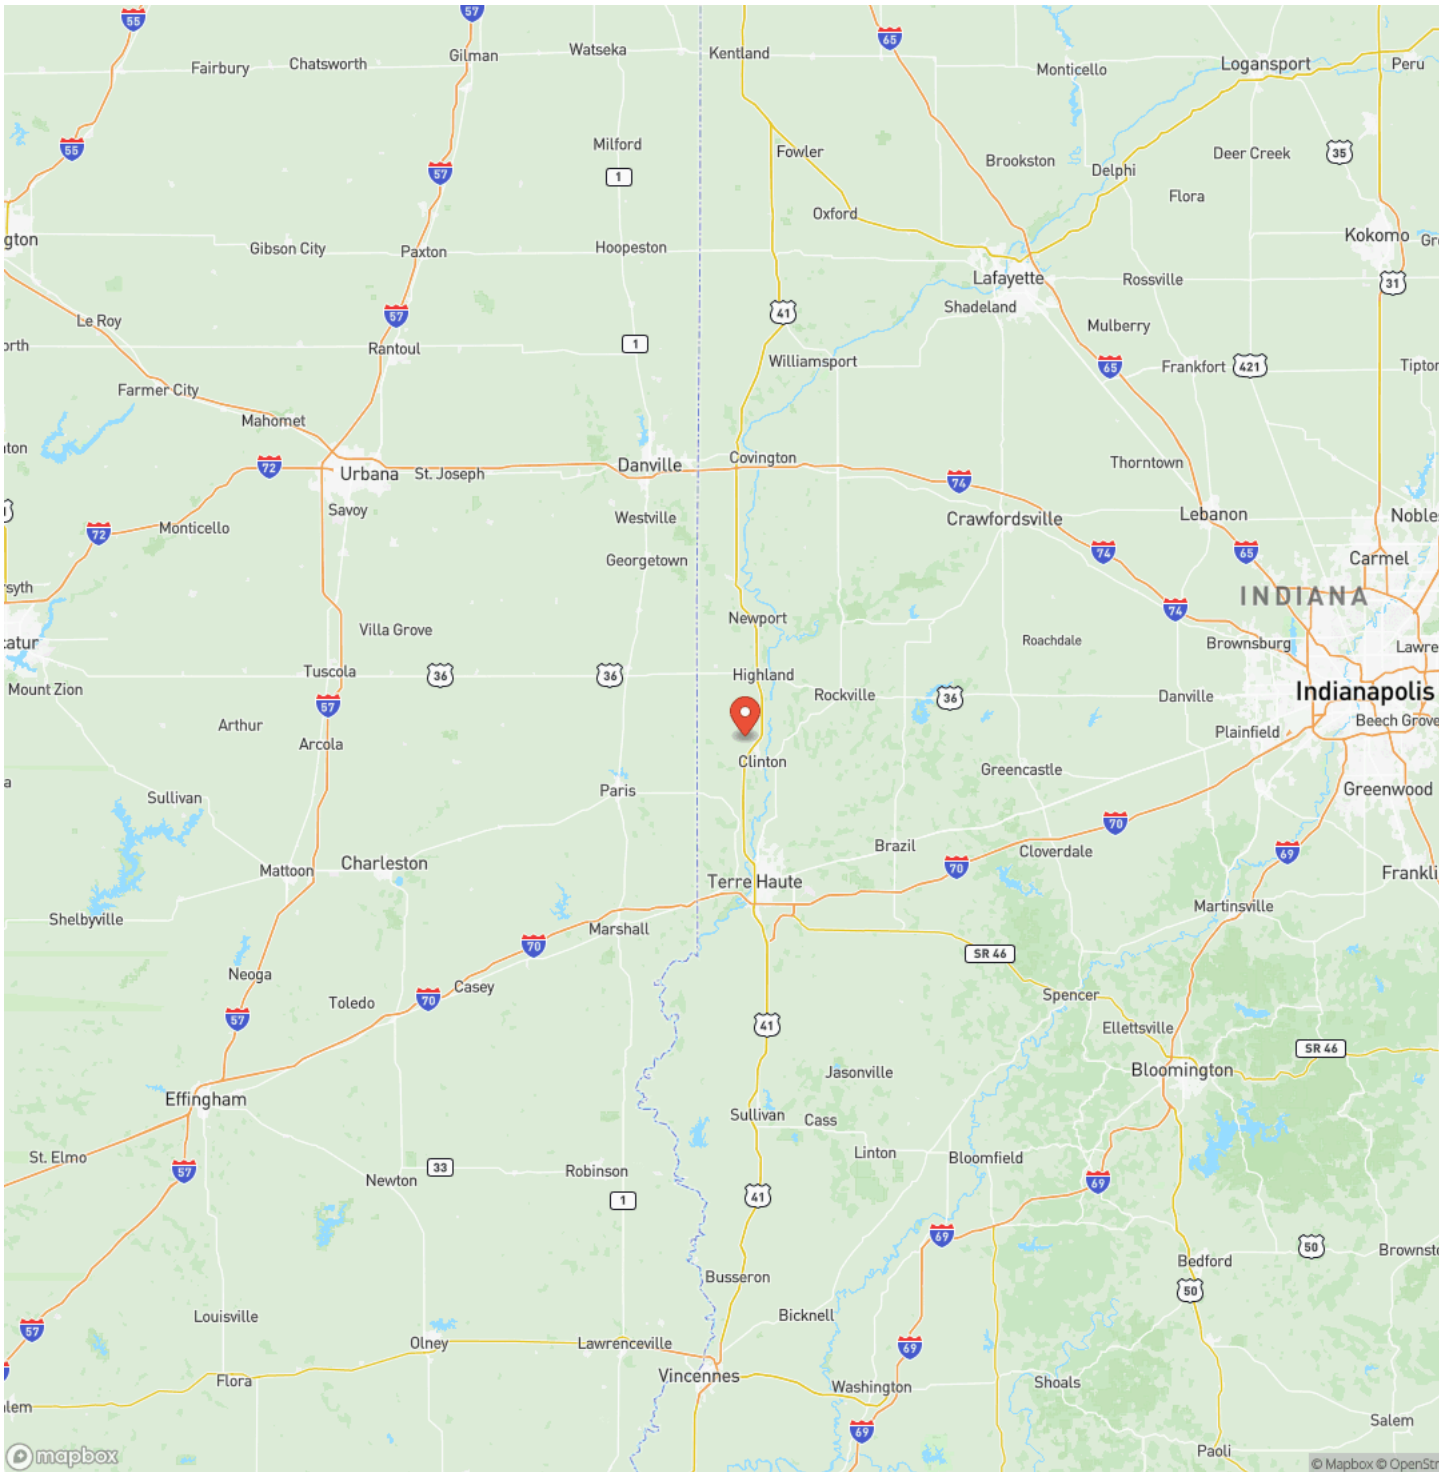 55
57
65
Kentland
Watseka
Gilman
Chatsworth
Fairbury
Monticello
Logansport
Peru
55
57
Milford
1
Fowler
Brookston
Delphi
Deer Creek
35
Flora
Oxford
gton
Gibson City
Paxton
Hoopeston
Kokomo
Gr
Lafayette
Rossville
31
Shadeland
41
57
Le Roy
Mulberry
orth
Rantoul
1
Williamsport
65
Frankfort
421
Tipto
Farmer City
Mahomet
nton
72
Urbana
St. Joseph
Danville
Covington
74
Thorntown
Savoy
Westville
Crawfordsville
Lebanon
Noble
72
Monticello
Georgetown
74
65
Carmel
syth
INDIANA
Newport
74
catur
Villa Grove
Roachdale
Brownsburg
Lawre
Tuscola
36
36
Highland
Mount Zion
Rockville
36
Danville
Indianapolis
57
Arthur
Beech Grove
Arcola
Plainfield
Clinton
Greencastle
a
Sullivan
Paris
Greenwood
70
Charleston
Mattoon
Brazil
Cloverdale
69
70
Frankli
Terre Haute
Shelbyville
Marshall
Martinsville
70
SR 46
Neoga
Casey
Toledo
70
Spencer
57
41
Ellettsville
SR 46
Jasonville
Bloomington
Effingham
Sullivan
Cass
St. Elmo
Linton
Bloomfield
57
33
Robinson
Newton
69
41
1
69
50
Brownst
Bedford
Busseron
50
Louisville
Bicknell
57
Olney
Lawrenceville
69
Vincennes
Flora
Washington
Shoals
alem
Salem
69
Paoli
mapbox
© Mapbox © OpenStr